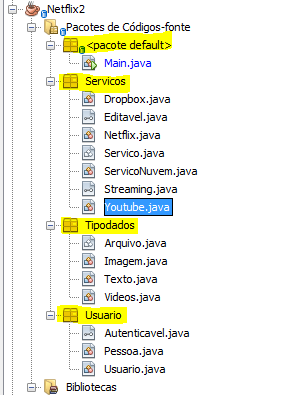 Netflix2
Pacotes de Códigos-fonte
<pacote default>
Main.java
Servicos
Dropbox.java
Editavel.java
Netflix.java
Servico.java
ServicoNuvem.java
Streaming.java
Youtube.java
Tipodados
Arquivo.java
Imagem.java
Texto.java
Videos.java
Usuario
Autenticavel.java
Pessoa.java
Usuario.java
Bibliotecas